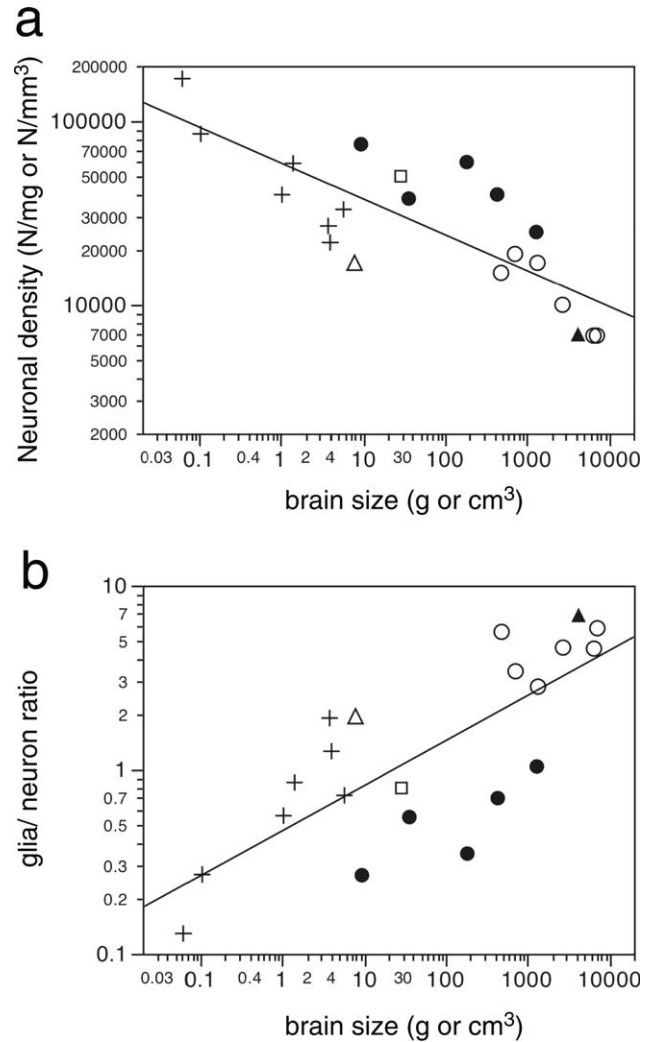 a
Neuronal density (N/mg or N/mm³)
200000
100000
70000
50000
30000
20000
10000
7000
5000
3000
2000
0.03 0.1 0.4 1 2 4 10 30 100 1000 10000
brain size (g or cm³)
b
glia/ neuron ratio
10
7
5
3
2
1
0.7
0.5
0.3
0.2
0.1
0.03 0.1 0.4 1 2 4 10 30 100 1000 10000
brain size (g or cm³)